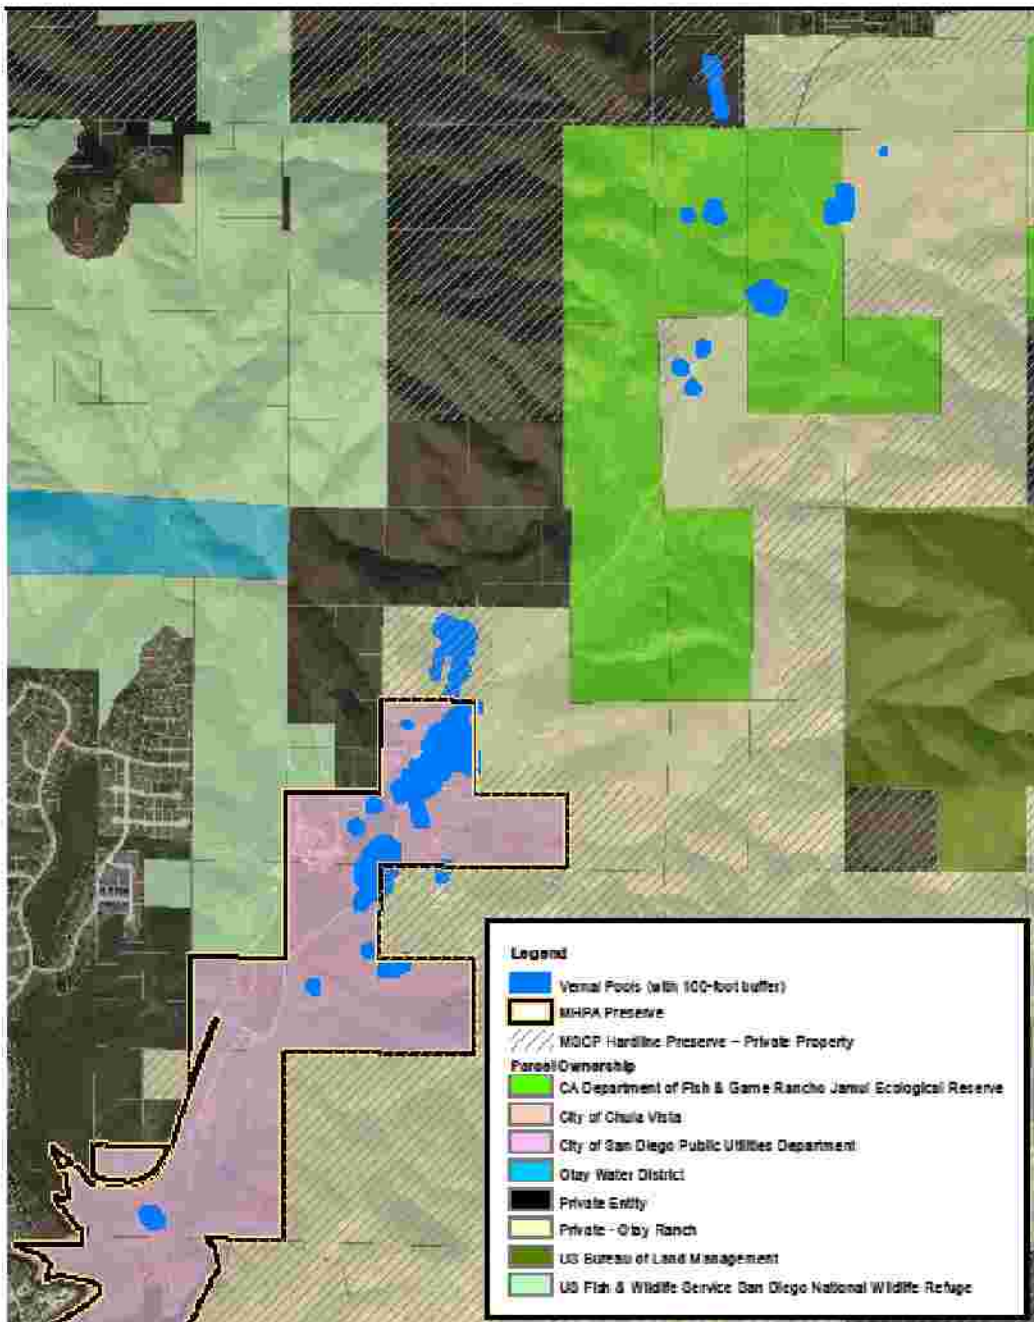 Legend
Vernal Pools (with 100-foot buffer)
MHPA Preserve
MSCP Hardline Preserve – Private Property
Parcel Ownership
CA Department of Fish & Game Rancho Jamul Ecological Reserve
City of Chula Vista
City of San Diego Public Utilities Department
Otay Water District
Private Entity
Private - Otay Ranch
US Bureau of Land Management
US Fish & Wildlife Service San Diego National Wildlife Refuge